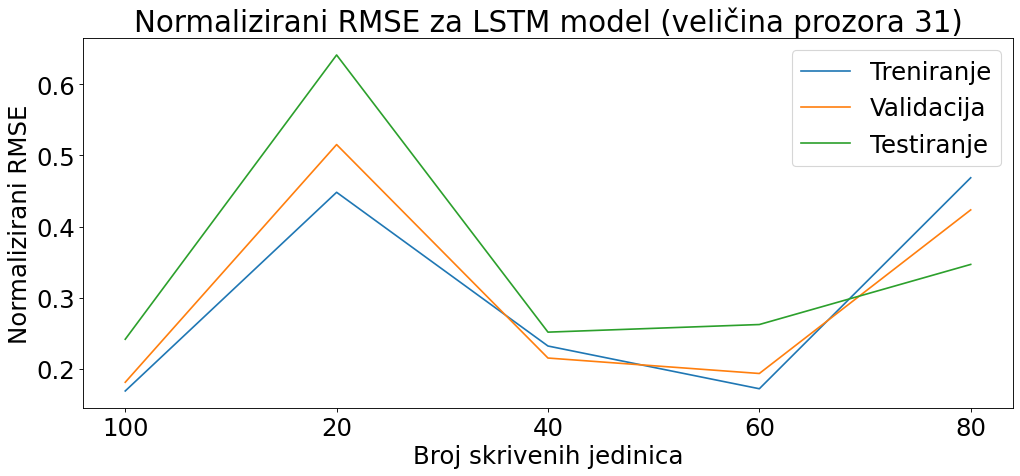 Normalizirani RMSE za LSTM model (veličina prozora 31)
Treniranje
Validacija
Testiranje
Normalizirani RMSE
0.6
0.5
0.4
0.3
0.2
100 20 40 60 80
Broj skrivenih jedinica